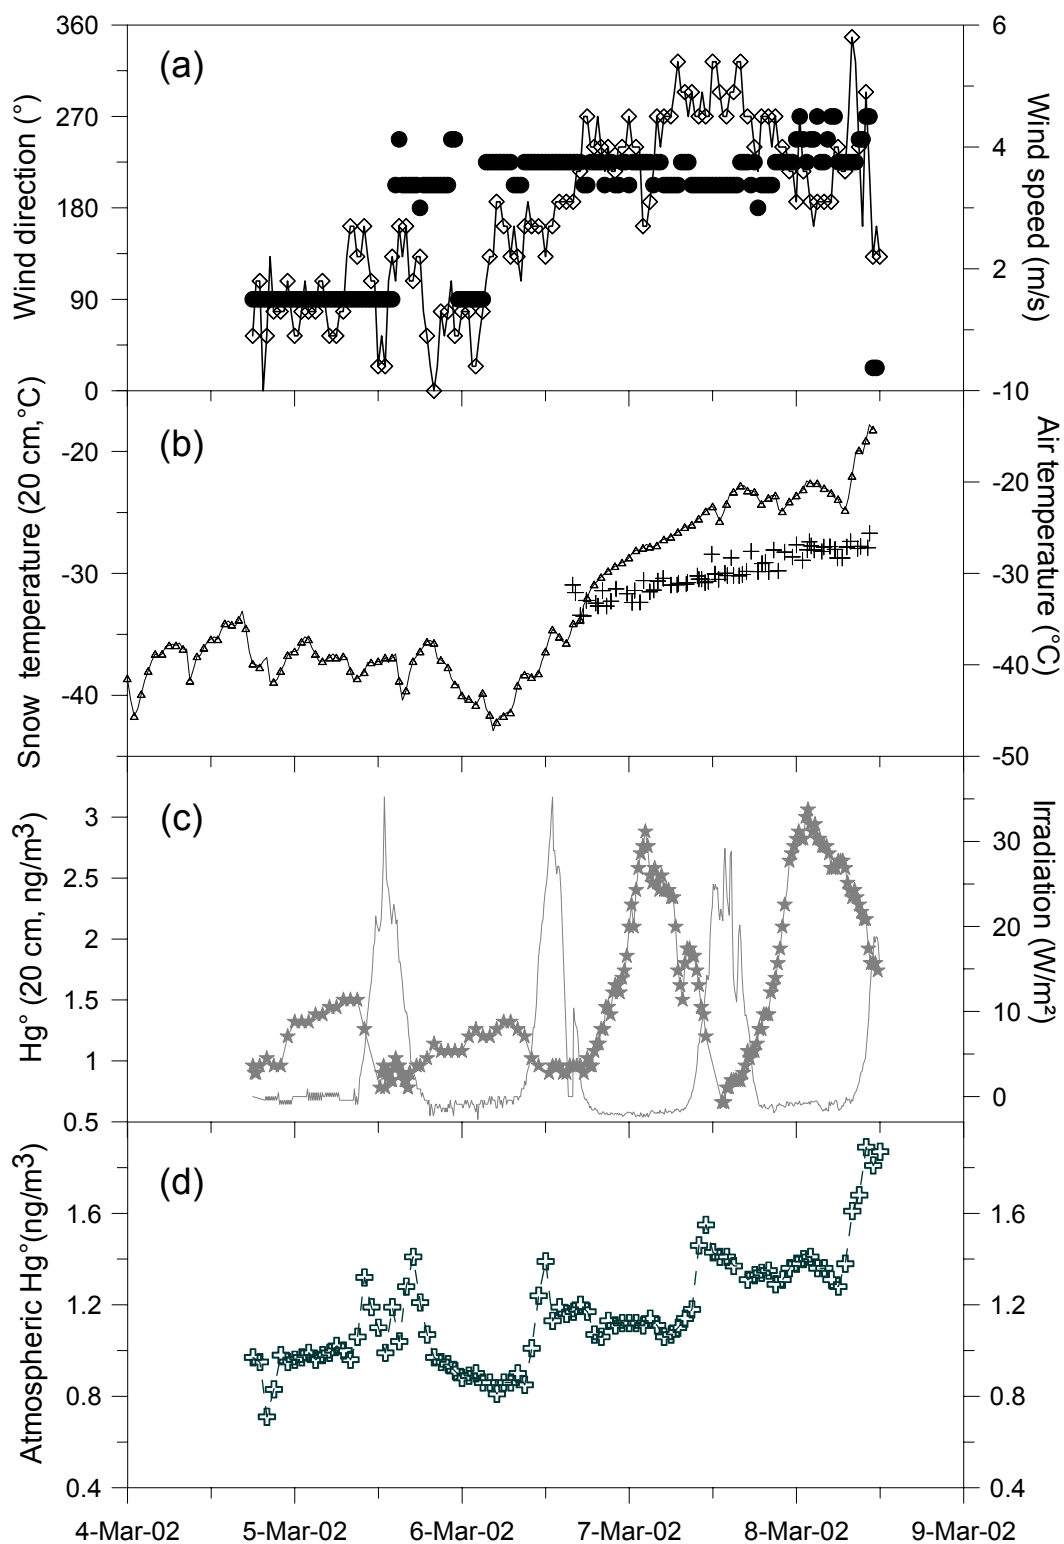 360
270
180
90
0
Wind direction (°)
(a)
6
4
2
-10
Wind speed (m/s)
-20
-30
-40
Snow temperature (20 cm,°C)
(b)
-20
-30
-40
-50
Air temperature (°C)
3
2.5
2
1.5
1
0.5
Hg° (20 cm, ng/m3)
(c)
30
20
10
0
Irradiation (W/m²)
1.6
1.2
0.8
0.4
Atmospheric Hg°(ng/m3)
(d)
1.6
1.2
0.8
0.4
4-Mar-02 5-Mar-02 6-Mar-02 7-Mar-02 8-Mar-02 9-Mar-02